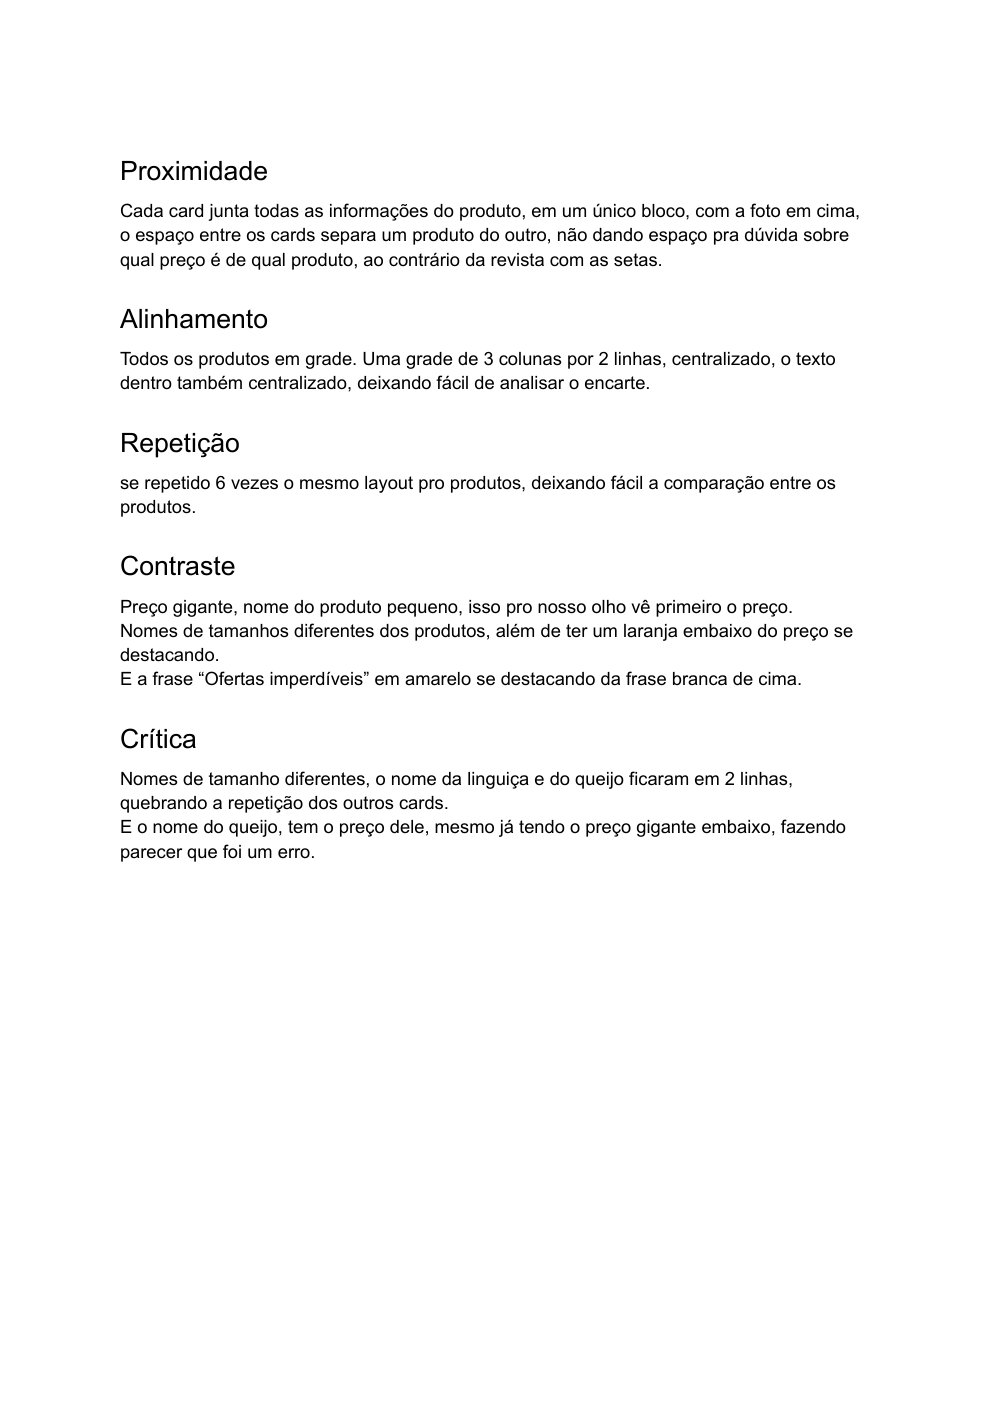 Proximidade
Cada card junta todas as informações do produto, em um único bloco, com a foto em cima,
o espaço entre os cards separa um produto do outro, não dando espaço pra dúvida sobre
qual preço é de qual produto, ao contrário da revista com as setas.
Alinhamento
Todos os produtos em grade. Uma grade de 3 colunas por 2 linhas, centralizado, o texto
dentro também centralizado, deixando fácil de analisar o encarte.
Repetição
se repetido 6 vezes o mesmo layout pro produtos, deixando fácil a comparação entre os
produtos.
Contraste
Preço gigante, nome do produto pequeno, isso pro nosso olho vê primeiro o preço.
Nomes de tamanhos diferentes dos produtos, além de ter um laranja embaixo do preço se
destacando.
E a frase “Ofertas imperdíveis” em amarelo se destacando da frase branca de cima.
Crítica
Nomes de tamanho diferentes, o nome da linguiça e do queijo ficaram em 2 linhas,
quebrando a repetição dos outros cards.
E o nome do queijo, tem o preço dele, mesmo já tendo o preço gigante embaixo, fazendo
parecer que foi um erro.